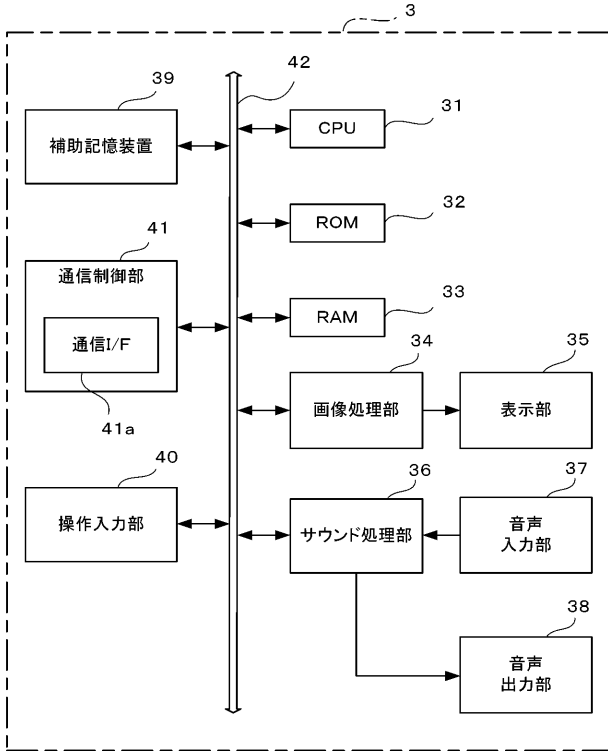 3
39
補助記憶装置
42
31
CPU
32
ROM
41
通信制御部
通信I/F
41a
33
RAM
34
画像処理部
35
表示部
40
操作入力部
36
サウンド処理部
37
音声
入力部
38
音声
出力部